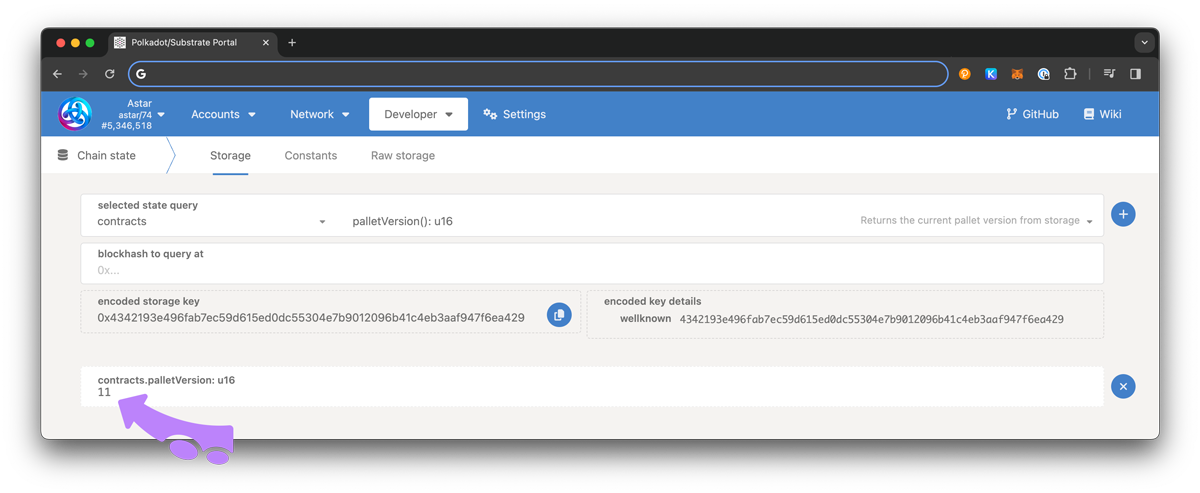 Polkadot/Substrate Portal
Astar
astar/74
#5,346,518
Accounts
Network
Developer
Settings
GitHub
Wiki
Chain state
Storage
Constants
Raw storage
selected state query
contracts
palletVersion(): u16
Returns the current pallet version from storage
blockhash to query at
0x...
encoded storage key
0x4342193e496fab7ec59d615ed0dc55304e7b9012096b41c4eb3aaf947f6ea429
encoded key details
wellknown 4342193e496fab7ec59d615ed0dc55304e7b9012096b41c4eb3aaf947f6ea429
contracts.palletVersion: u16
11